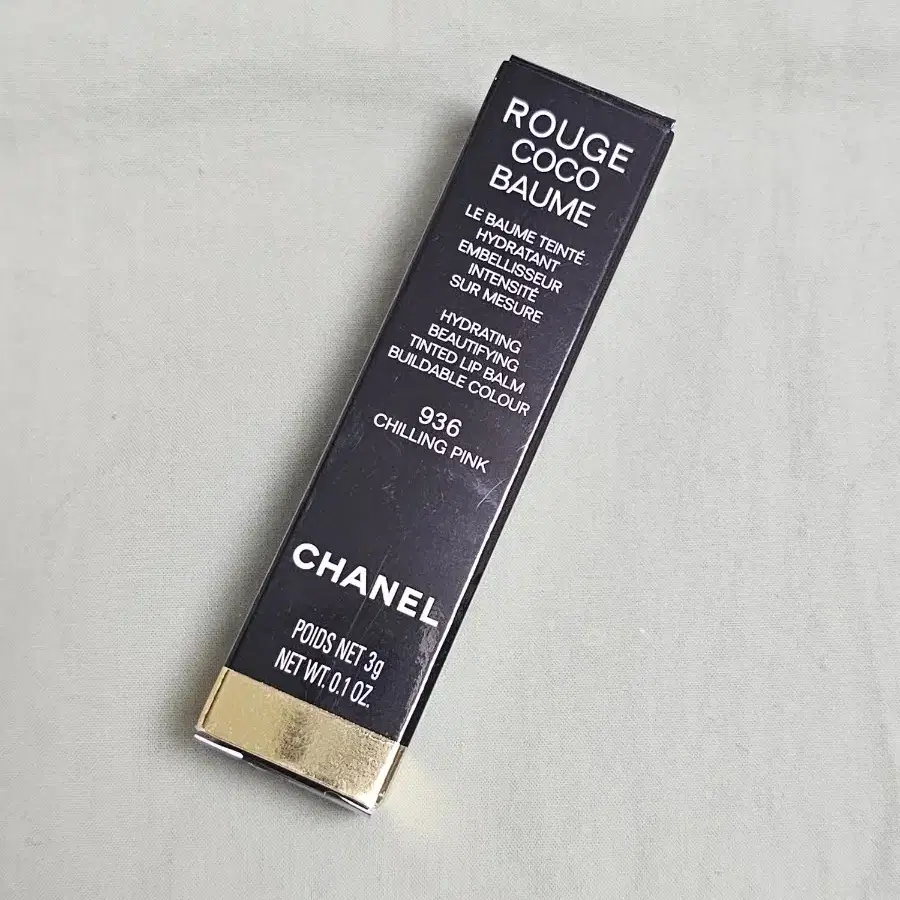 ROUGE
COCO
BAUME
LE BAUME TEINTÉ
HYDRATANT
EMBELLISSEUR
INTENSITÉ
SUR MESURE
HYDRATING
BEAUTIFYING
TINTED LIP BALM
BUILDABLE COLOUR
936
CHILLING PINK
CHANEL
POIDS NET 3g
NET WT. 0.1 OZ.